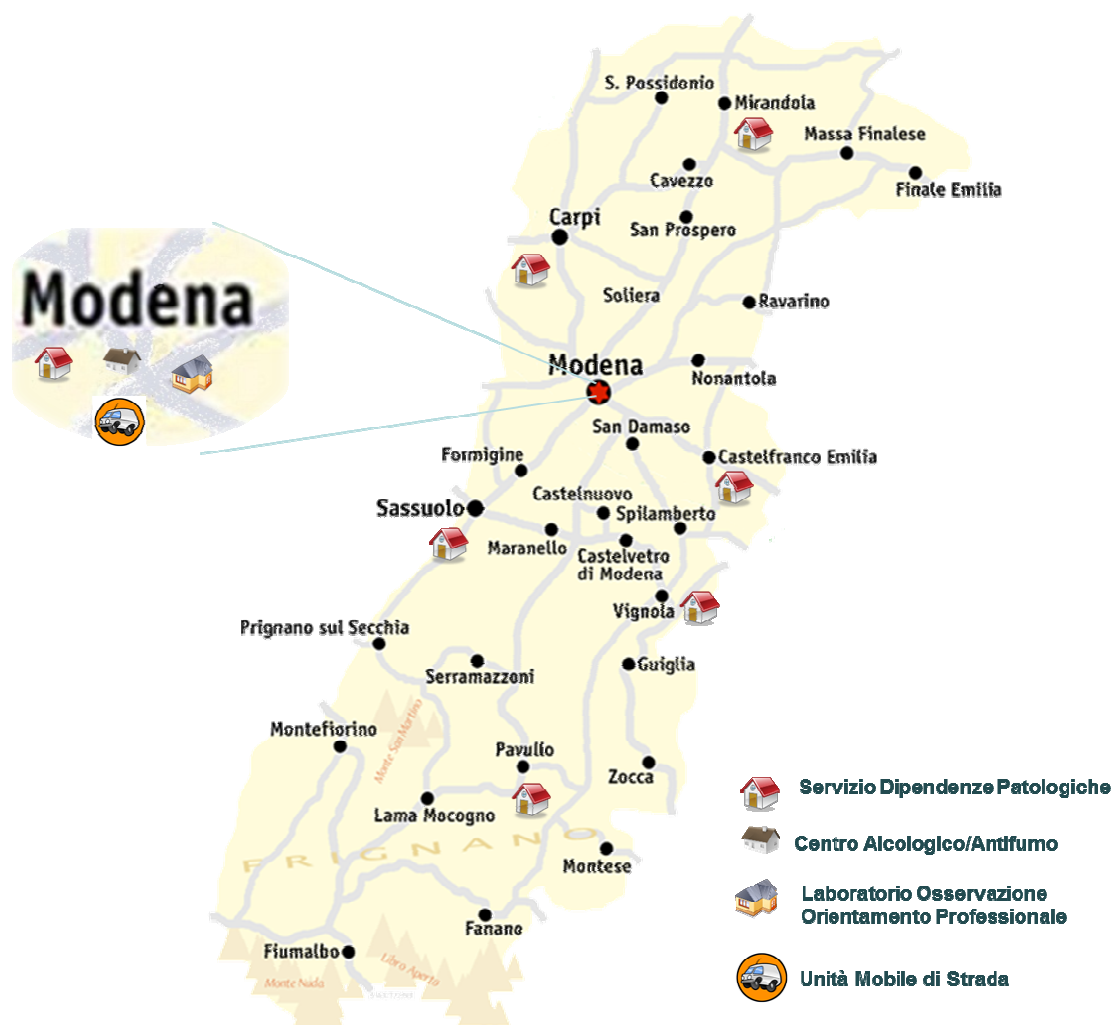 S. Possidonio
Mirandola
Massa Finalese
Cavezzo
Finale Emilia
Carpi
San Prospero
Modena
Soliera
Ravarino
Modena
Nonantola
San Damaso
Formigine
Castelfranco Emilia
Castelnuovo
Sassuolo
Spilamberto
Maranello
Castelvetro
di Modena
Vignola
Prignano sul Secchia
Guiglia
Serramazzoni
Monte San Martino
Montefiorino
Pavullo
Zocca
Servizio Dipendenze Patologiche
Lama Mocogno
FRIGNANO
Centro Alcologico/Antifumo
Montese
Laboratorio Osservazione
Orientamento Professionale
Fanano
Fiumalbo
Libro Aperto
Monte Nuda
Unità Mobile di Strada